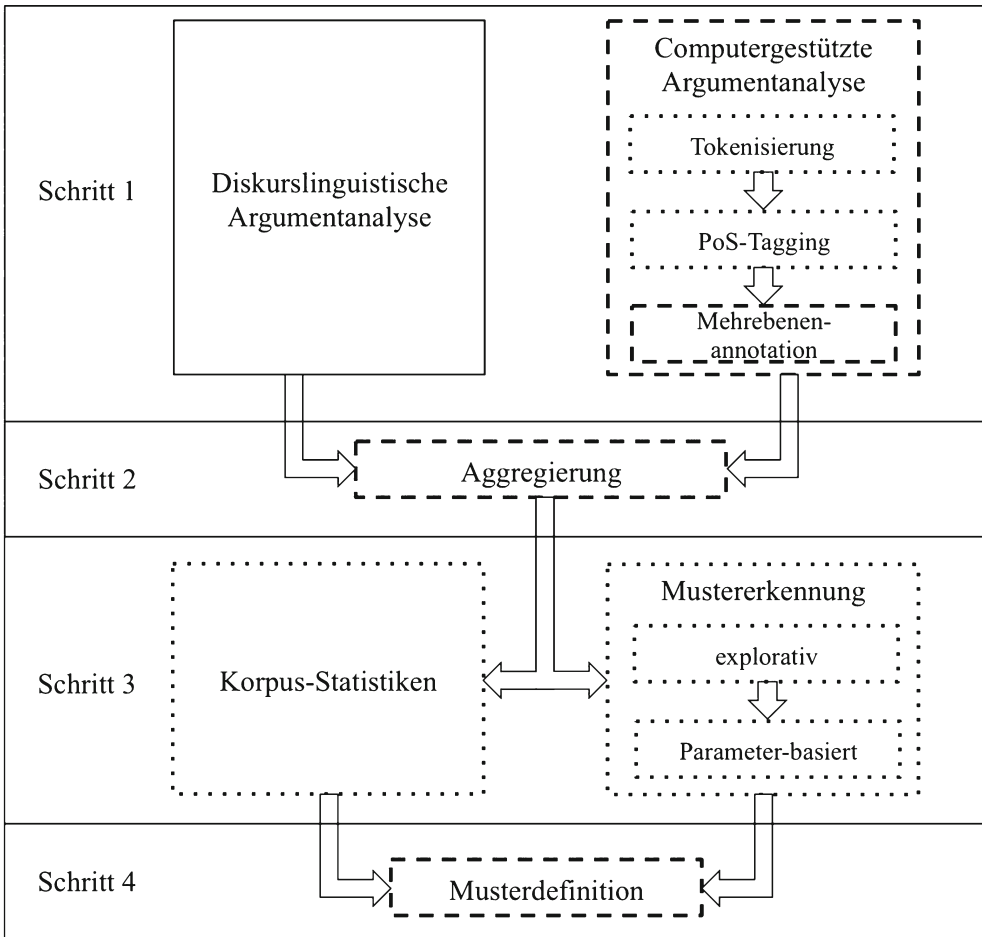 Schritt 1
Diskurslinguistische
Argumentanalyse
Computergestützte
Argumentanalyse
Tokenisierung
PoS-Tagging
Mehrebenen-
annotation
Schritt 2
Aggregierung
Schritt 3
Korpus-Statistiken
Mustererkennung
explorativ
Parameter-basiert
Schritt 4
Musterdefinition